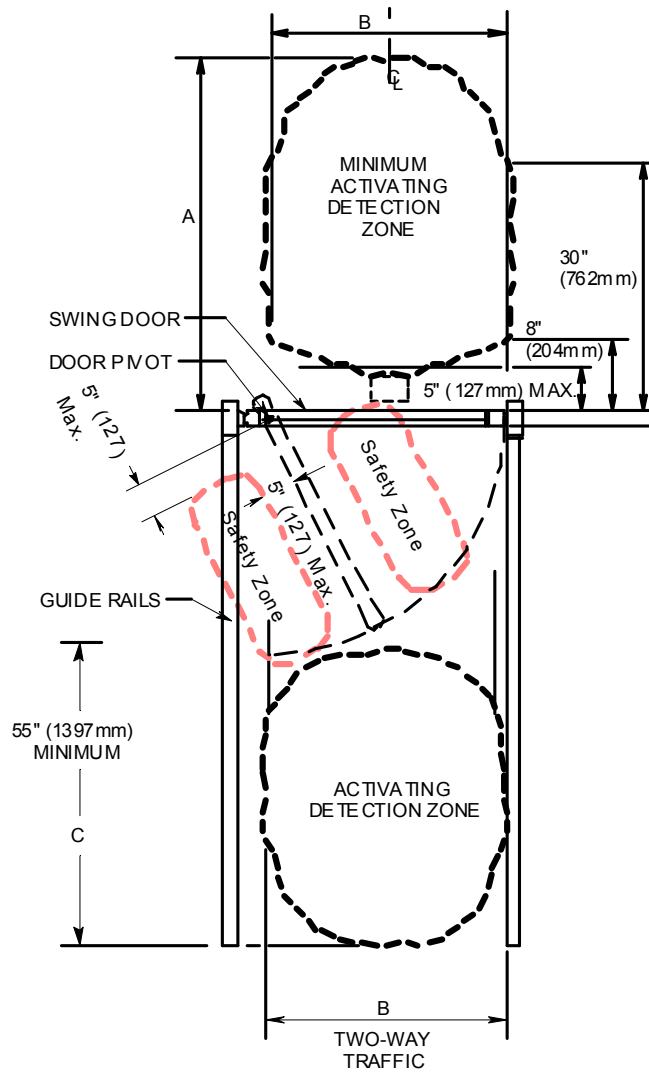 B
C
L
MINIMUM
ACTIVATING
DETECTION
ZONE
A
30"
(762mm)
SWING DOOR
8"
(204mm)
DOOR PIVOT
5" (127mm) MAX.
5" (127)
Max.
Safety Zone
5" (127) Max.
Safety Zone
GUIDE RAILS
55" (1397mm)
MINIMUM
ACTIVATING
DETECTION ZONE
C
B
TWO-WAY
TRAFFIC